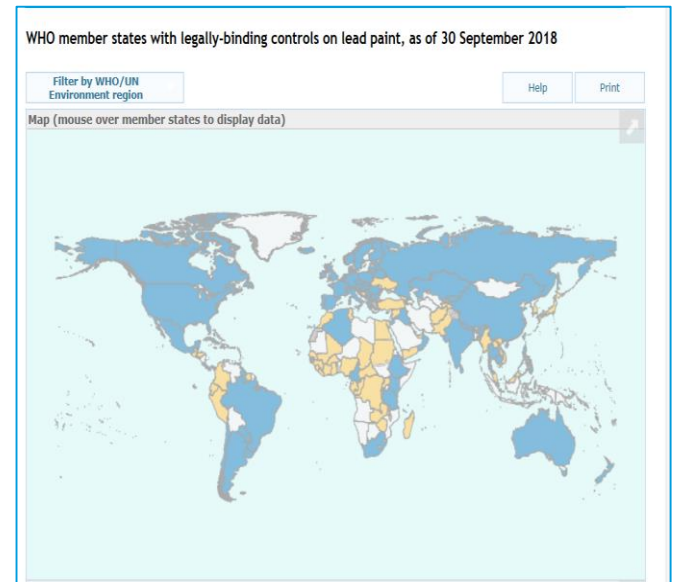 WHO member states with legally-binding controls on lead paint, as of 30 September 2018
Filter by WHO/UN
Environment region
Help
Print
Map (mouse over member states to display data)